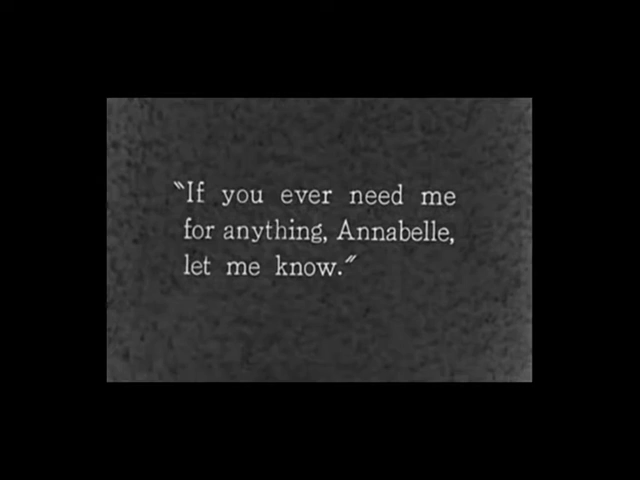 "If you ever need me
for anything, Annabelle,
let me know."